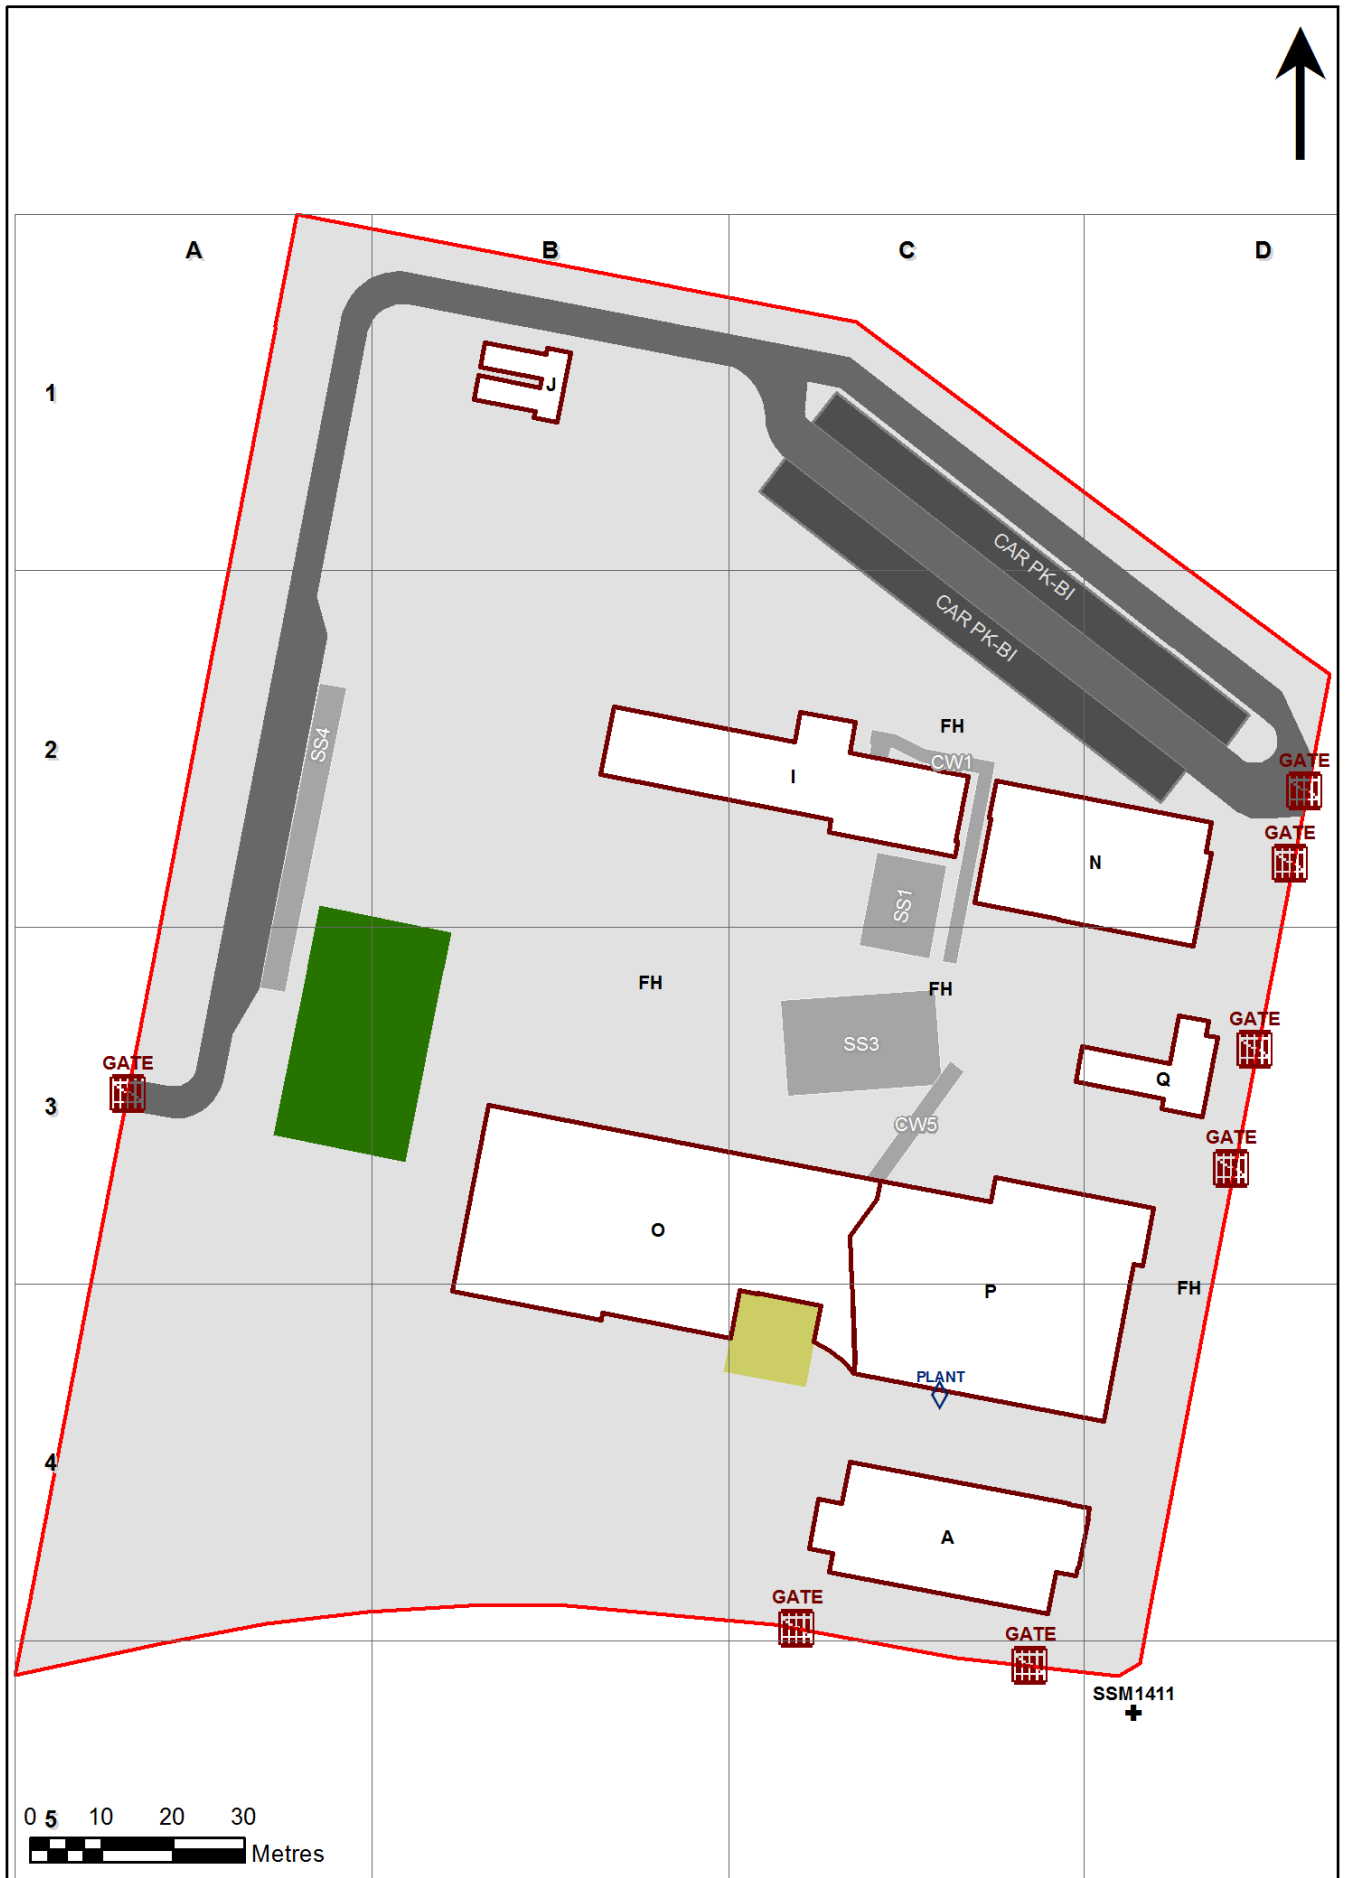 A B C D
1
J
CAR PK-BI
CAR PK-BI
SS4
FH
2
I
CW1
GATE
GATE
N
SS1
FH
FH
GATE
SS3
GATE
Q
3
CW5
GATE
O
FH
P
PLANT
4
A
GATE
GATE
SSM1411
0 5 10 20 30
Metres